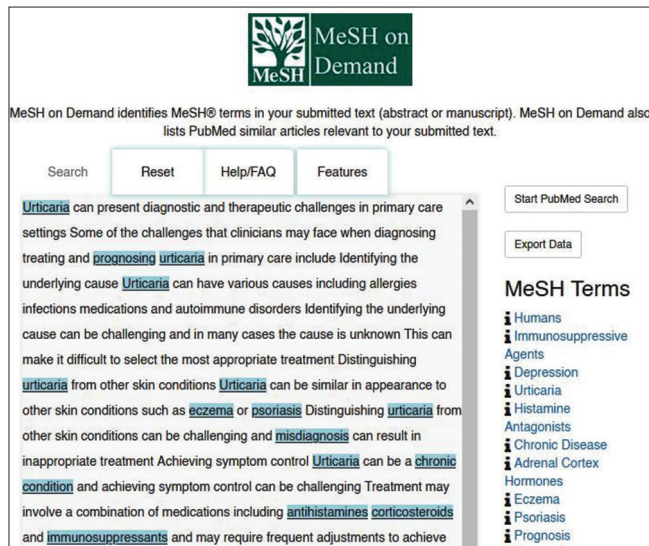 MeSH
MeSH on
Demand
MeSH on Demand identifies MeSH® terms in your submitted text (abstract or manuscript). MeSH on Demand also
lists PubMed similar articles relevant to your submitted text.
Search Reset Help/FAQ Features
Urticaria can present diagnostic and therapeutic challenges in primary care
settings Some of the challenges that clinicians may face when diagnosing
treating and prognosing urticaria in primary care include Identifying the
underlying cause Urticaria can have various causes including allergies
infections medications and autoimmune disorders Identifying the underlying
cause can be challenging and in many cases the cause is unknown This can
make it difficult to select the most appropriate treatment Distinguishing
urticaria from other skin conditions Urticaria can be similar in appearance to
other skin conditions such as eczema or psoriasis Distinguishing urticaria from
other skin conditions can be challenging and misdiagnosis can result in
inappropriate treatment Achieving symptom control Urticaria can be a chronic
condition and achieving symptom control can be challenging Treatment may
involve a combination of medications including antihistamines corticosteroids
and immunosuppressants and may require frequent adjustments to achieve
Start PubMed Search
Export Data
MeSH Terms
Humans
Immunosuppressive
Agents
Depression
Urticaria
Histamine
Antagonists
Chronic Disease
Adrenal Cortex
Hormones
Eczema
Psoriasis
Prognosis